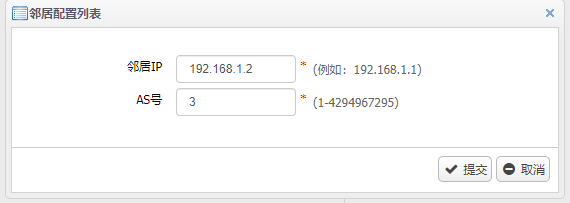 邻居配置列表
邻居IP 192.168.1.2 * (例如：192.168.1.1)
AS号 3 * (1-4294967295)
提交 取消